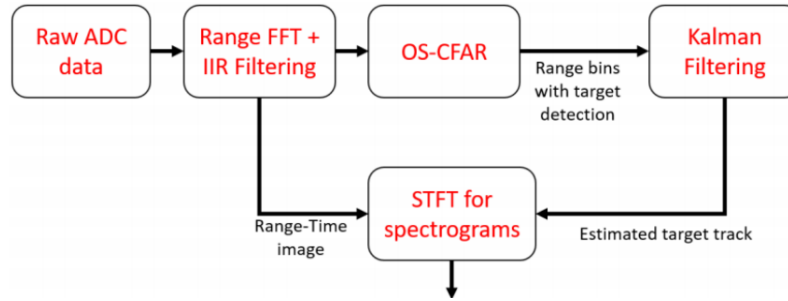 Raw ADC
data
Range FFT +
IIR Filtering
OS-CFAR
Range bins
with target
detection
Kalman
Filtering
STFT for
spectrograms
Range-Time
image
Estimated target track